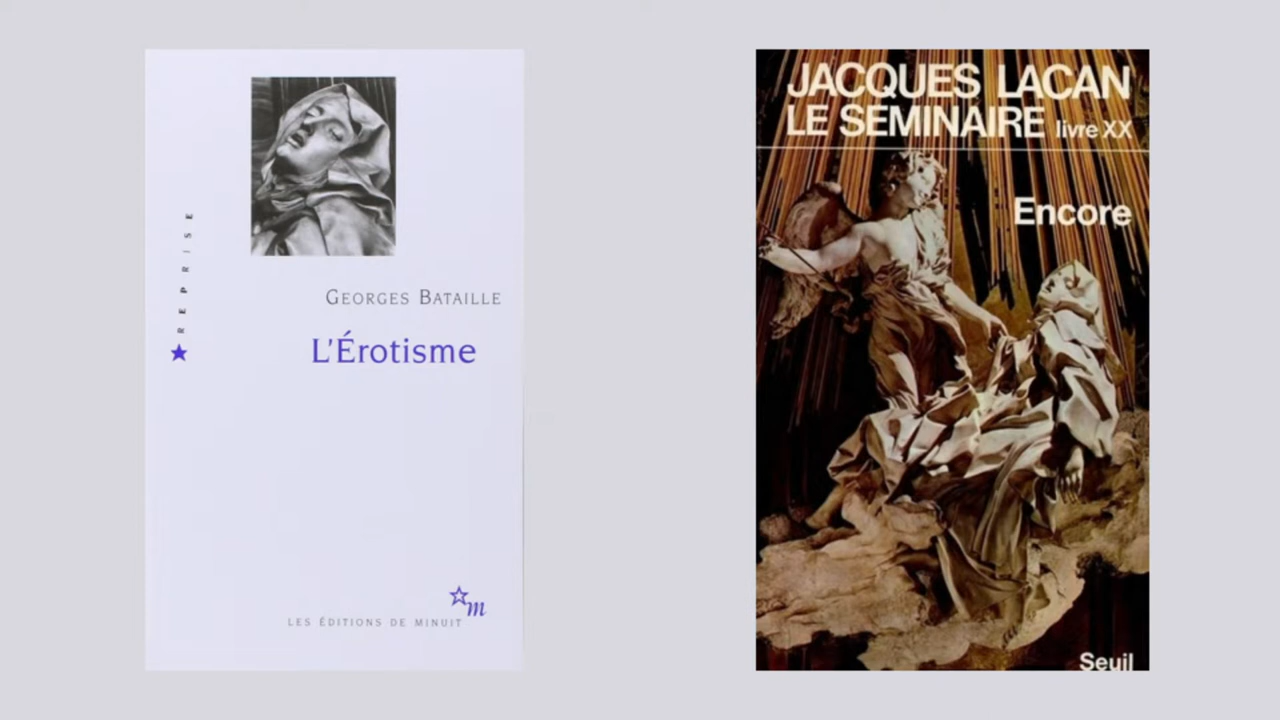 REPRISE
GEORGES BATAILLE
L'Érotisme
m
LES ÉDITIONS DE MINUIT
JACQUES LACAN
LE SEMINAIRE livre XX
Encore
Seuil